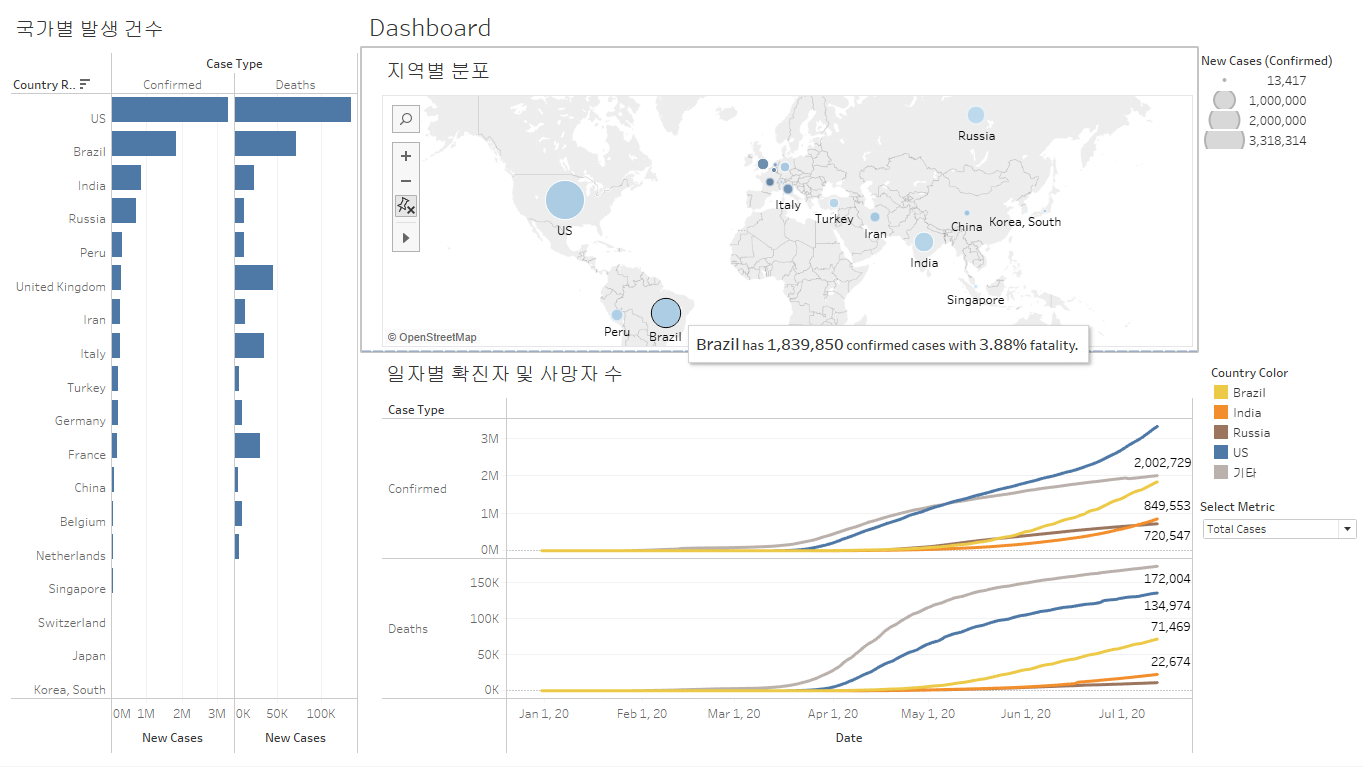 국가별 발생 건수
Case Type
Country R..
Confirmed
Deaths
US
Brazil
India
Russia
Peru
United Kingdom
Iran
Italy
Turkey
Germany
France
China
Belgium
Netherlands
Singapore
Switzerland
Japan
Korea, South
0M 1M 2M 3M 0K 50K 100K
New Cases
New Cases
Dashboard
지역별 분포
Russia
US
Italy
Turkey
Iran
China
Korea, South
India
Singapore
Peru
Brazil
© OpenStreetMap
Brazil has 1,839,850 confirmed cases with 3.88% fatality.
New Cases (Confirmed)
13,417
1,000,000
2,000,000
3,318,314
일자별 확진자 및 사망자 수
Case Type
Confirmed
3M
2M
1M
0M
2,002,729
849,553
720,547
Deaths
150K
100K
50K
0K
172,004
134,974
71,469
22,674
Jan 1, 20 Feb 1, 20 Mar 1, 20 Apr 1, 20 May 1, 20 Jun 1, 20 Jul 1, 20
Date
Country Color
Brazil
India
Russia
US
기타
Select Metric
Total Cases